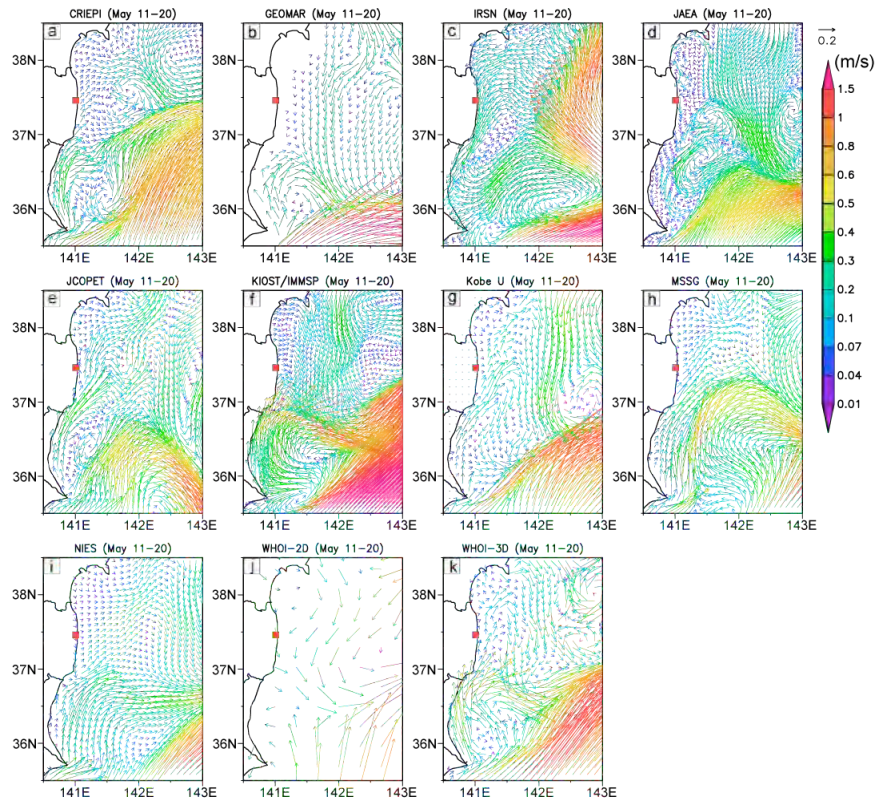 CRIEPI (May 11-20)
GEOMAR (May 11-20)
IRSN (May 11-20)
JAEA (May 11-20)
a
b
c
d
0.2
(m/s)
1.5
1
0.8
0.6
0.5
0.4
0.3
0.2
0.1
0.07
0.04
0.01
38N
37N
36N
38N
37N
36N
38N
37N
36N
38N
37N
36N
141E 142E 143E
141E 142E 143E
141E 142E 143E
141E 142E 143E
JCOPET (May 11-20)
KIOST/IMMSP (May 11-20)
Kobe U (May 11-20)
MSSG (May 11-20)
e
f
g
h
38N
37N
36N
38N
37N
36N
38N
37N
36N
38N
37N
36N
141E 142E 143E
141E 142E 43E
141E 142E 143E
141E 142E 143E
NIES (May 11-20)
WHOI-2D (May 11-20)
WHOI-3D (May 11-20)
i
j
k
38N
37N
36N
38N
37N
36N
38N
37N
36N
141E 142E 143E
141E 142E 143E
141E 142E 143E